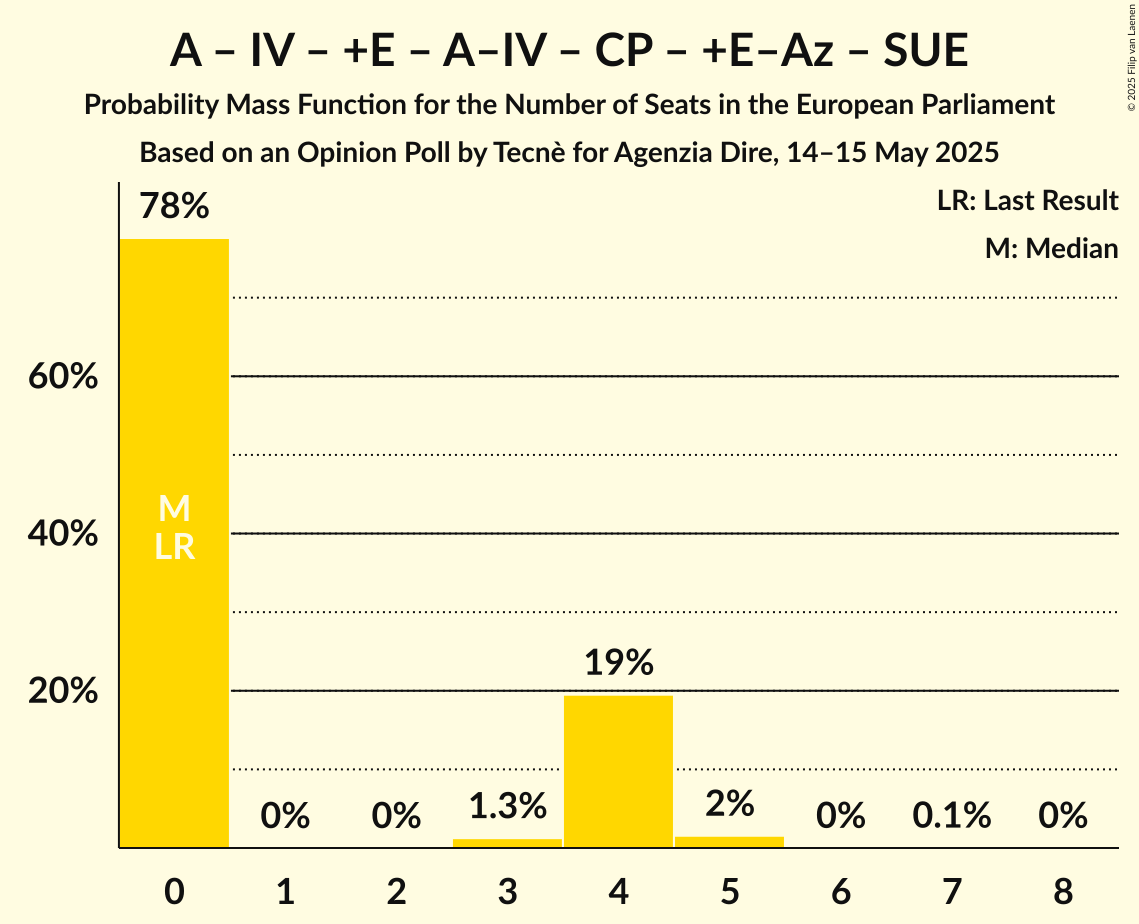 A – IV – +E – A–IV – CP – +E–Az – SUE
Probability Mass Function for the Number of Seats in the European Parliament
Based on an Opinion Poll by Tecnè for Agenzia Dire, 14–15 May 2025
© 2025 Filip van Laenen
LR: Last Result
M: Median
78%
60%
40%
20%
M
LR
0%
0%
1.3%
19%
2%
0%
0.1%
0%
0
1
2
3
4
5
6
7
8